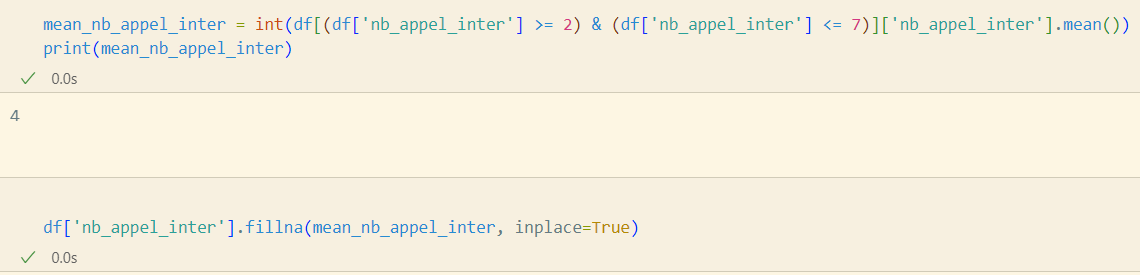 mean_nb_appel_inter = int(df[(df['nb_appel_inter'] >= 2) & (df['nb_appel_inter'] <= 7)]['nb_appel_inter'].mean())
print(mean_nb_appel_inter)
0.0s
4
df['nb_appel_inter'].fillna(mean_nb_appel_inter, inplace=True)
0.0s